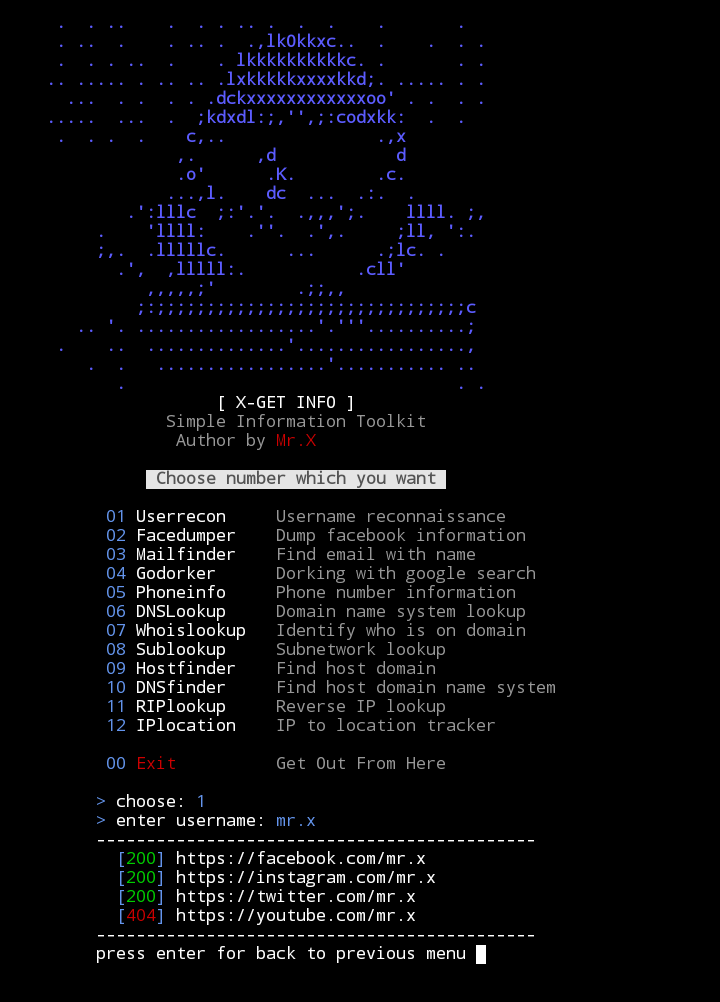 [ X-GET INFO ]
Simple Information Toolkit
Author by Mr.X
Choose number which you want
01 Userrecon Username reconnaissance
02 Facedumper Dump facebook information
03 Mailfinder Find email with name
04 Godorker Dorking with google search
05 Phoneinfo Phone number information
06 DNSLookup Domain name system lookup
07 Whoislookup Identify who is on domain
08 Sublookup Subnetwork lookup
09 Hostfinder Find host domain
10 DNSfinder Find host domain name system
11 RIPlookup Reverse IP lookup
12 IPlocation IP to location tracker
00 Exit Get Out From Here
> choose: 1
> enter username: mr.x
--------------------------------------------
[200] https://facebook.com/mr.x
[200] https://instagram.com/mr.x
[200] https://twitter.com/mr.x
[404] https://youtube.com/mr.x
--------------------------------------------
press enter for back to previous menu